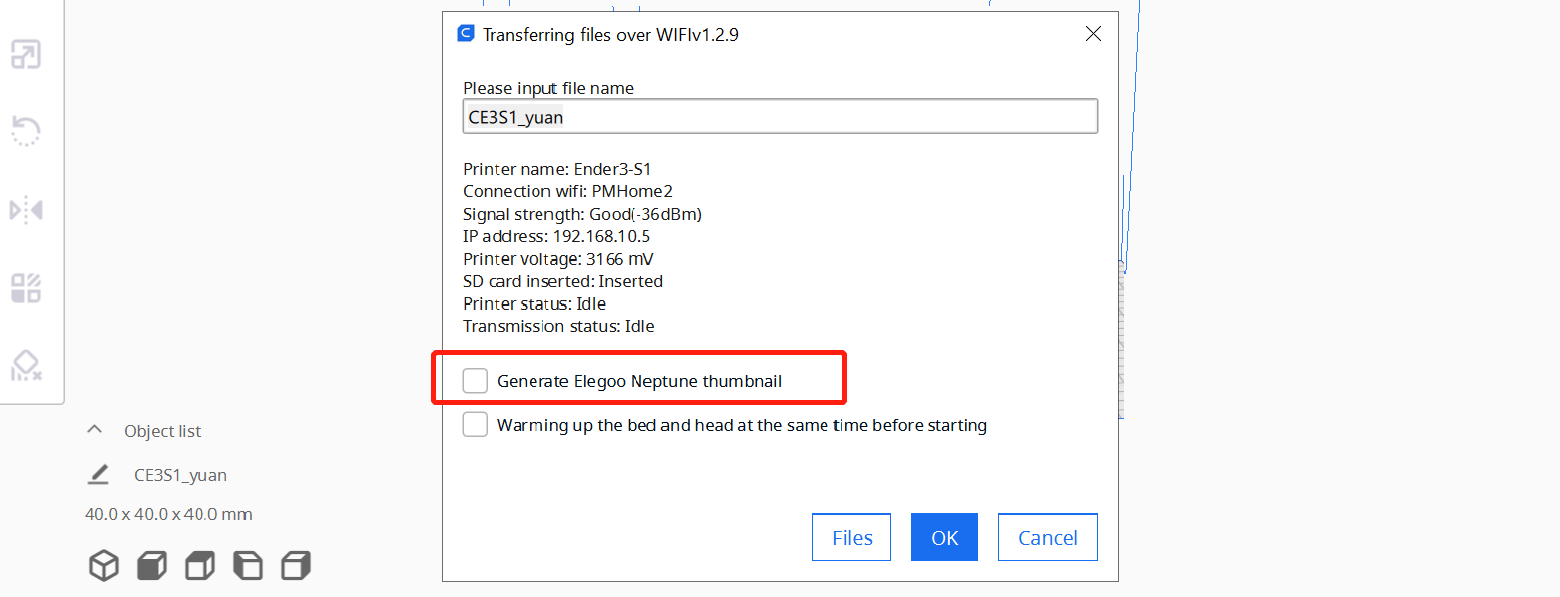 Transferring files over WIFIv1.2.9
Please input file name
CE3S1_yuan
Printer name: Ender3-S1
Connection wifi: PMHome2
Signal strength: Good(-36dBm)
IP address: 192.168.10.5
Printer voltage: 3166 mV
SD card inserted: Inserted
Printer status: Idle
Transmission status: Idle
Generate Elegoo Neptune thumbnail
Warming up the bed and head at the same time before starting
Files
OK
Cancel
Object list
CE3S1_yuan
40.0 x 40.0 x 40.0 mm